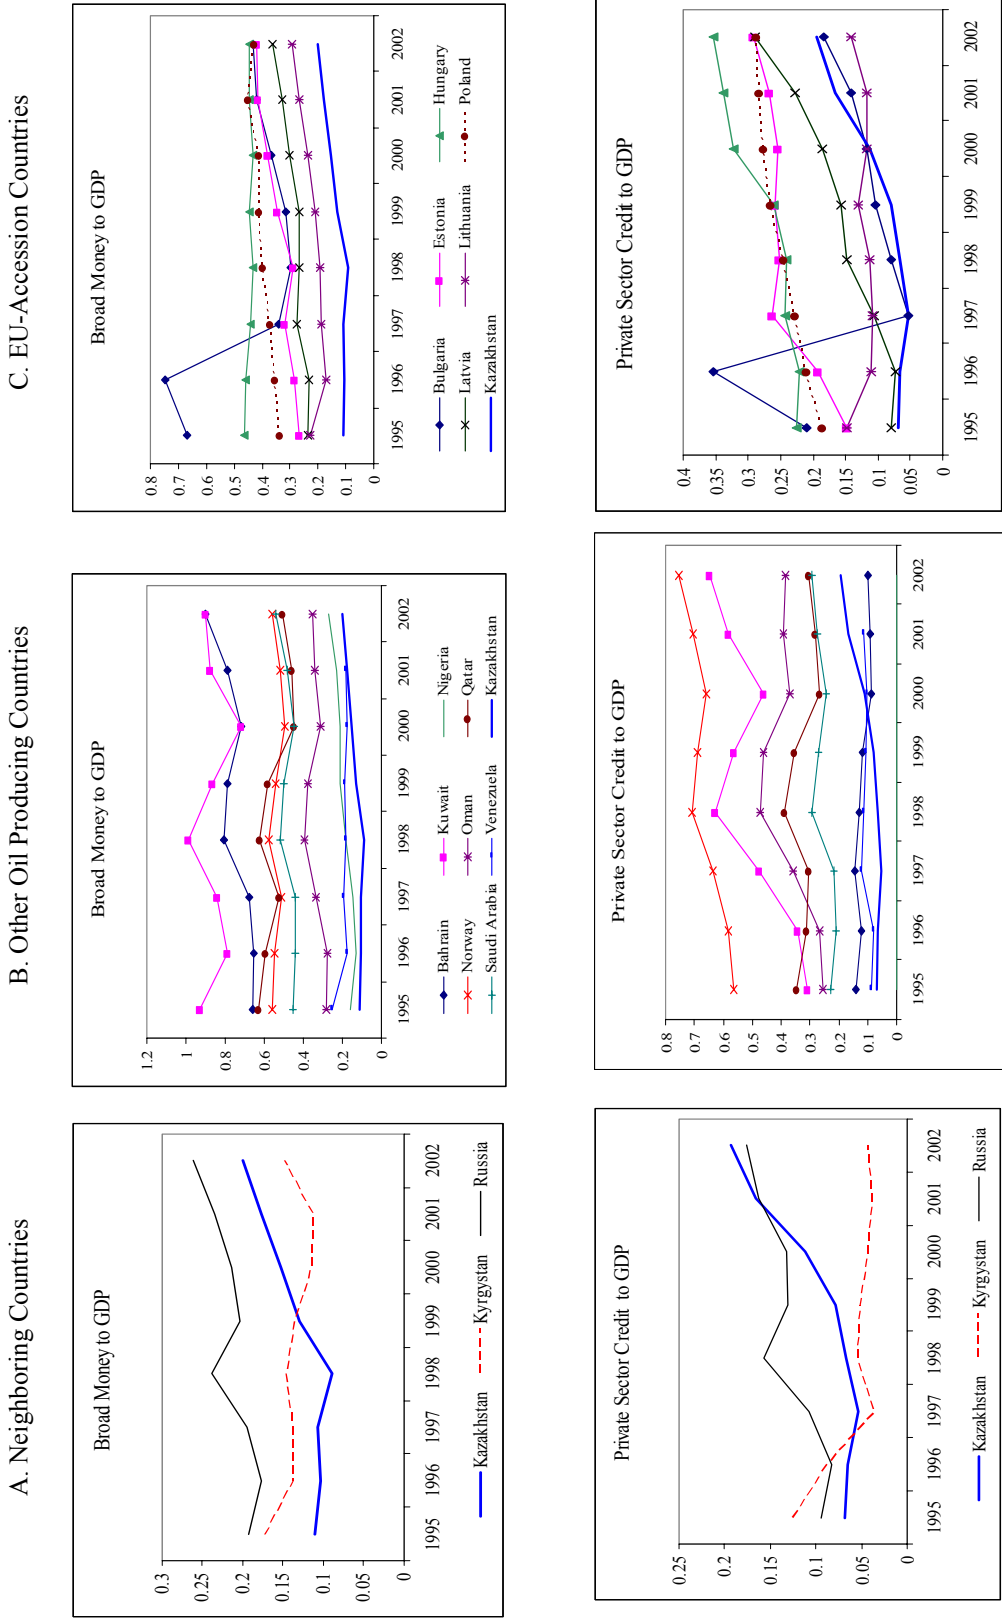 A. Neighboring Countries
Broad Money to GDP
0.3
0.25
0.2
0.15
0.1
0.05
0
1995 1996 1997 1998 1999 2000 2001 2002
Kazakhstan Kyrgystan Russia
Private Sector Credit to GDP
0.25
0.2
0.15
0.1
0.05
0
1995 1996 1997 1998 1999 2000 2001 2002
Kazakhstan Kyrgystan Russia
B. Other Oil Producing Countries
Broad Money to GDP
1.2
1
0.8
0.6
0.4
0.2
0
1995 1996 1997 1998 1999 2000 2001 2002
Bahrain Kuwait Nigeria
Norway Oman Qatar
Saudi Arabia Venezuela Kazakhstan
Private Sector Credit to GDP
0.8
0.7
0.6
0.5
0.4
0.3
0.2
0.1
0
1995 1996 1997 1998 1999 2000 2001 2002
C. EU-Accession Countries
Broad Money to GDP
0.8
0.7
0.6
0.5
0.4
0.3
0.2
0.1
0
1995 1996 1997 1998 1999 2000 2001 2002
Bulgaria Estonia Hungary
Latvia Lithuania Poland
Kazakhstan
Private Sector Credit to GDP
0.4
0.35
0.3
0.25
0.2
0.15
0.1
0.05
0
1995 1996 1997 1998 1999 2000 2001 2002